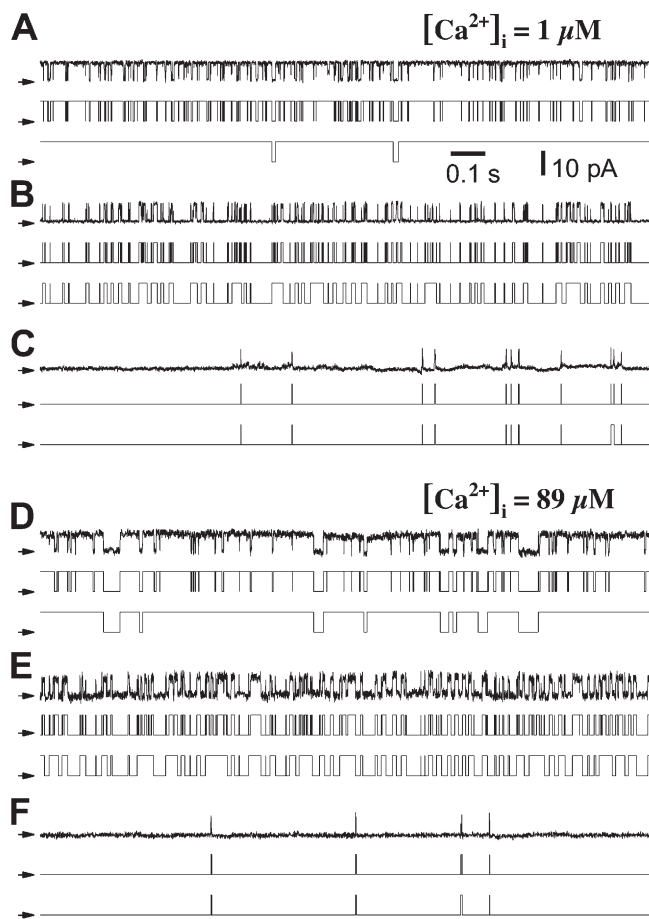 A
[Ca²⁺]ᵢ = 1 µM
0.1 s
10 pA
B
C
[Ca²⁺]ᵢ = 89 µM
D
E
F